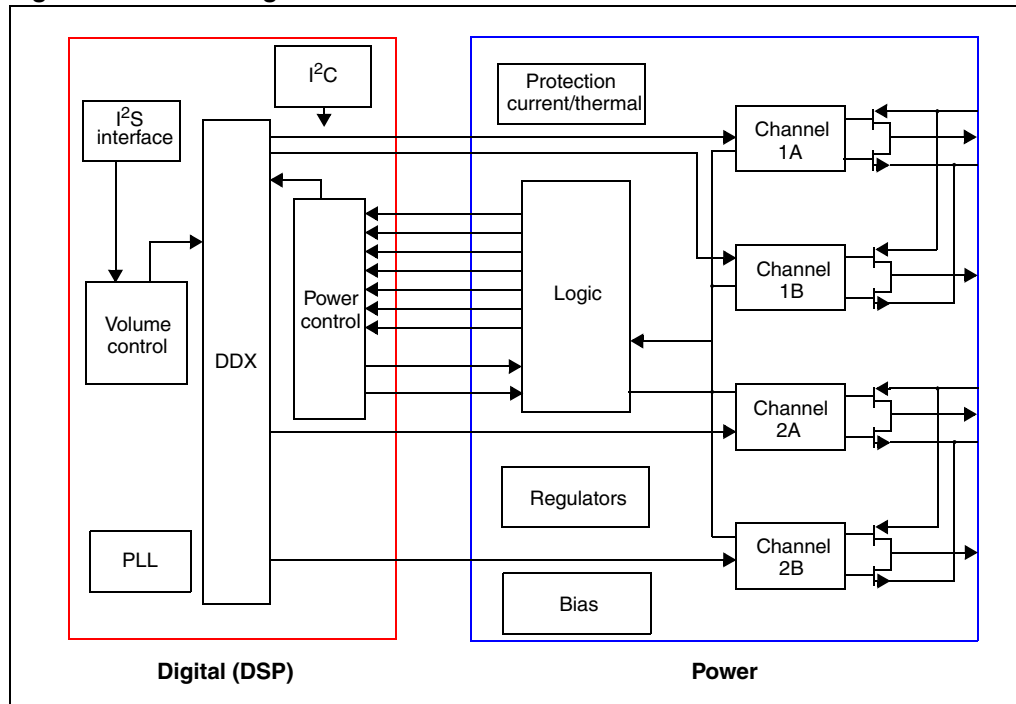 I²C
Protection
current/thermal
I²S
interface
Channel
1A
Channel
1B
Logic
Power
control
Volume
control
DDX
Channel
2A
Regulators
Channel
2B
PLL
Bias
Digital (DSP)
Power